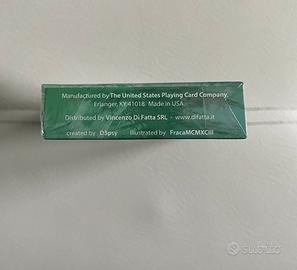 Manufactured by The United States Playing Card Company,
Erlanger, KY 41018. Made in USA.
Distributed by Vincenzo Di Fatta SRL - www.difatta.it
created by D3psy illustrated by FracaMCMXCiii
subito